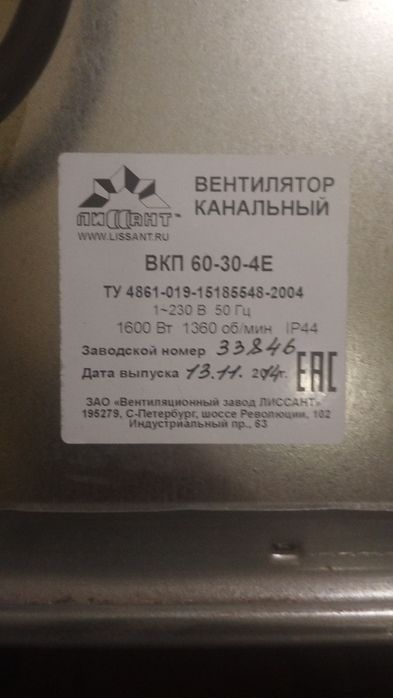 ЛИССАНТ™
WWW.LISSANT.RU
ВЕНТИЛЯТОР
КАНАЛЬНЫЙ
ВКП 60-30-4Е
ТУ 4861-019-15185548-2004
1~230 В 50 Гц
1600 Вт 1360 об/мин IP44
Заводской номер 33846
Дата выпуска 13.11. 2014г.
ЕАС
ЗАО «Вентиляционный завод ЛИССАНТ»
195279, С-Петербург, шоссе Революции, 102
Индустриальный пр., 63